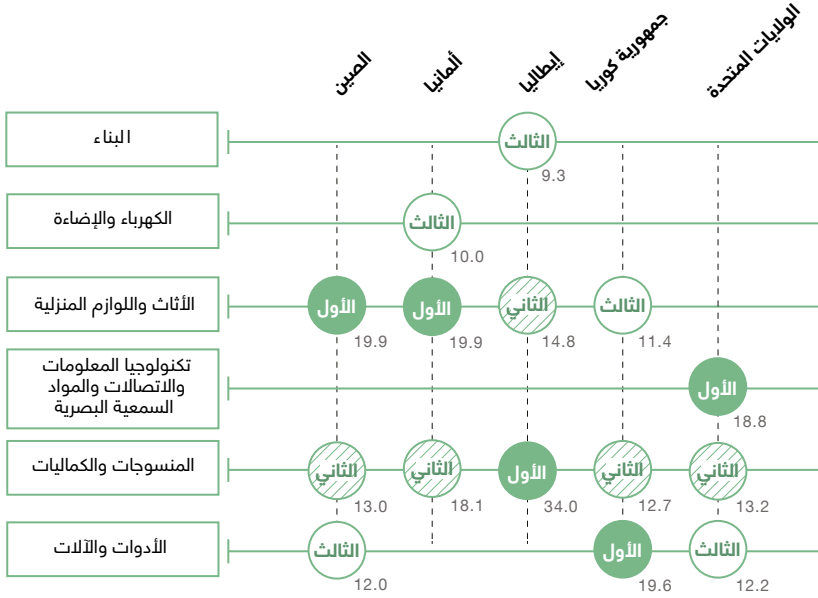 الصين
ألمانيا
إيطاليا
جمهورية كوريا
الولايات المتحدة
البناء
الثالث
9.3
الكهرباء والإضاءة
الثالث
10.0
الأثاث واللوازم المنزلية
الأول
19.9
الأول
19.9
الثاني
14.8
الثالث
11.4
تكنولوجيا المعلومات
والاتصالات والمواد
السمعية البصرية
الأول
18.8
المنسوجات والكماليات
الثاني
13.0
الثاني
18.1
الأول
34.0
الثاني
12.7
الثاني
13.2
الأدوات والآلات
الثالث
12.0
الأول
19.6
الثالث
12.2